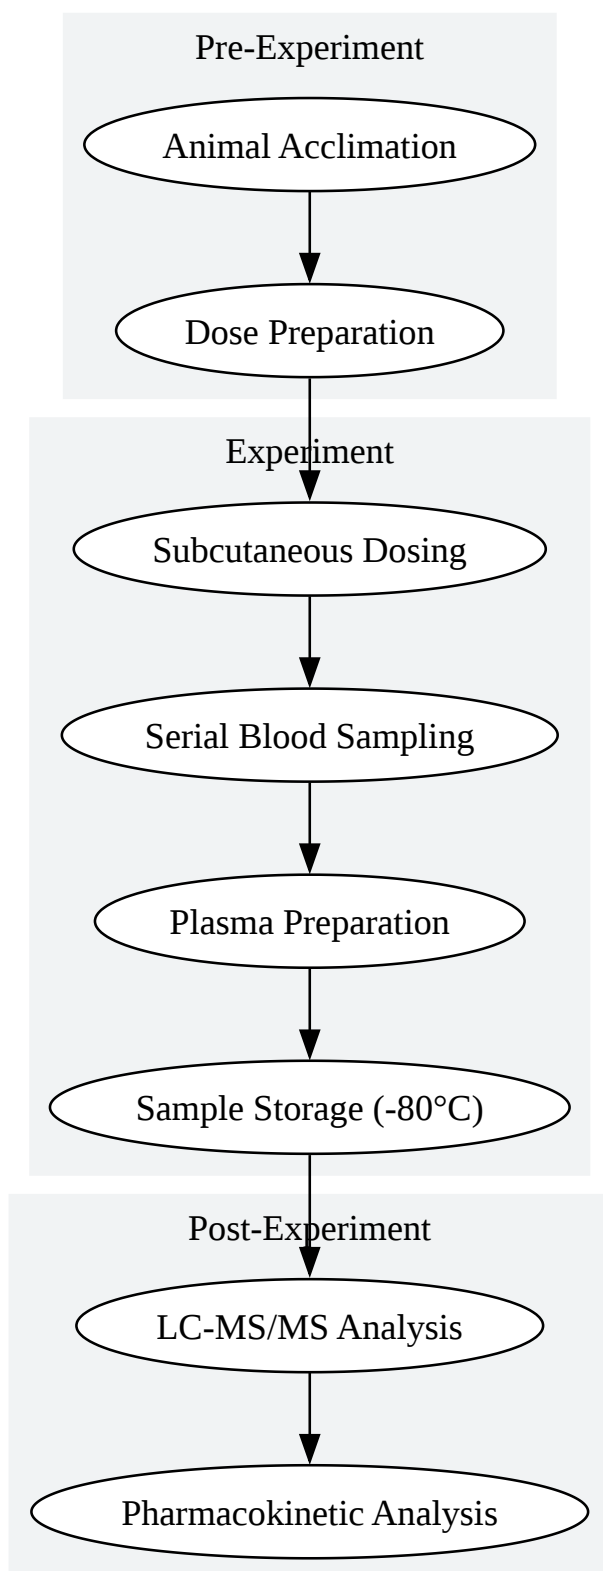 Pre-Experiment
Animal Acclimation
Dose Preparation
Experiment
Subcutaneous Dosing
Serial Blood Sampling
Plasma Preparation
Sample Storage (-80°C)
Post-Experiment
LC-MS/MS Analysis
Pharmacokinetic Analysis